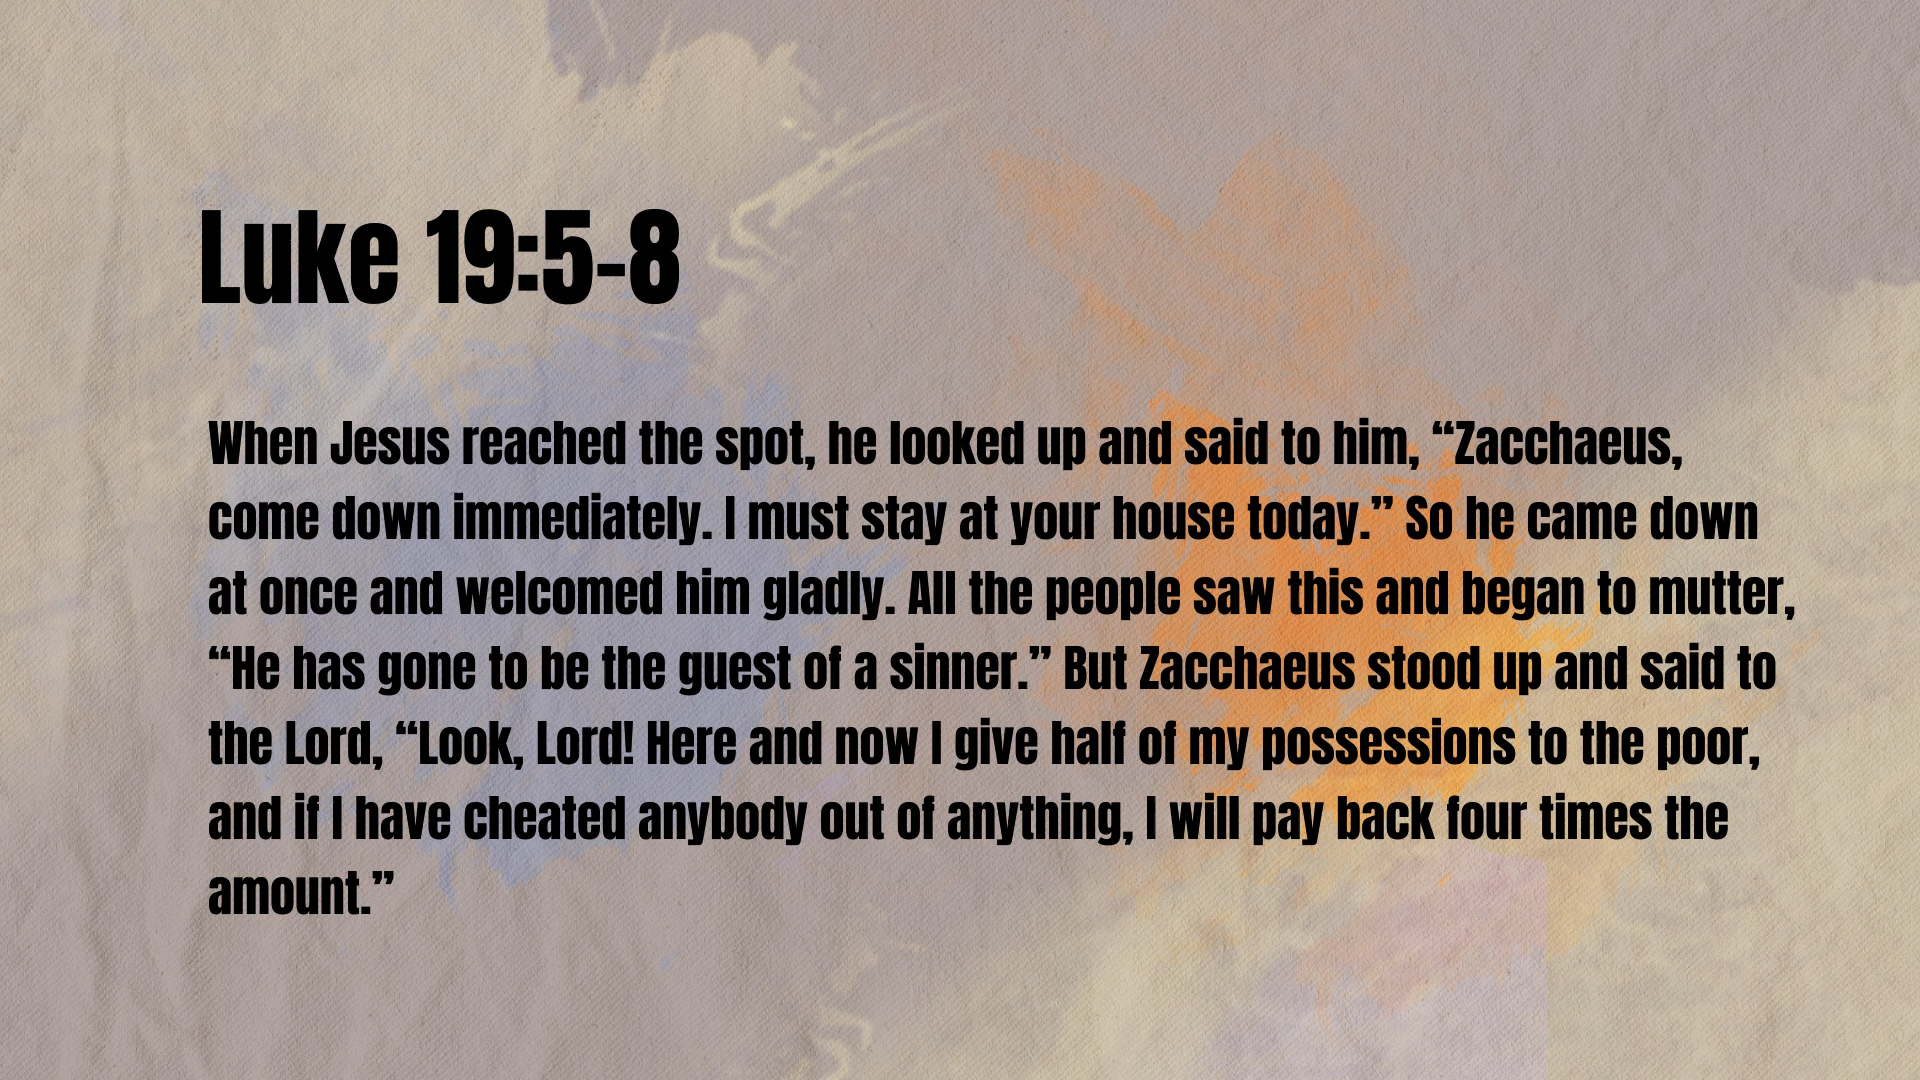 Luke 19:5-8
When Jesus reached the spot, he looked up and said to him, “Zacchaeus,
come down immediately. I must stay at your house today.” So he came down
at once and welcomed him gladly. All the people saw this and began to mutter,
“He has gone to be the guest of a sinner.” But Zacchaeus stood up and said to
the Lord, “Look, Lord! Here and now I give half of my possessions to the poor,
and if I have cheated anybody out of anything, I will pay back four times the
amount.”